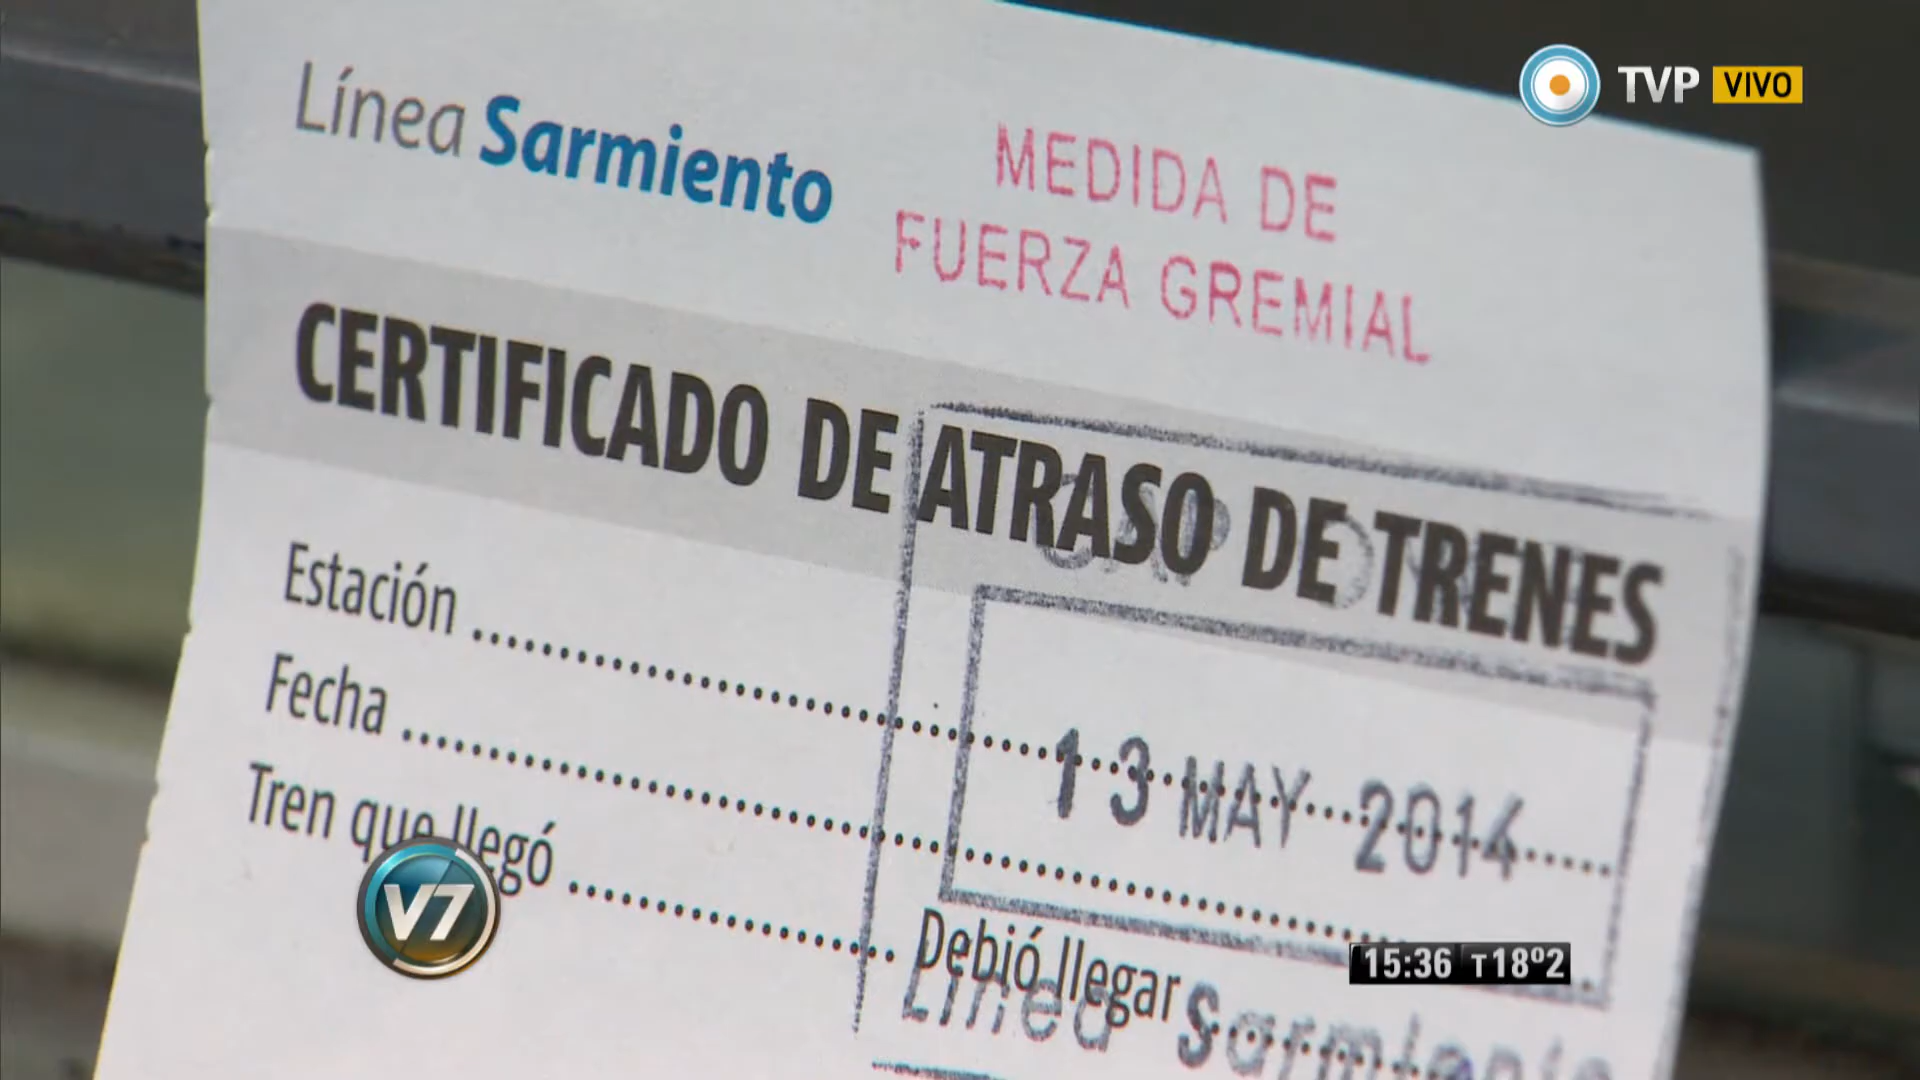 TVP VIVO
Línea Sarmiento
MEDIDA DE
FUERZA GREMIAL
CERTIFICADO DE ATRASO DE TRENES
Estación
Fecha
13 MAY 2014
Tren que llegó
Debió llegar
Línea Sarmiento
V7
15:36 T18º2